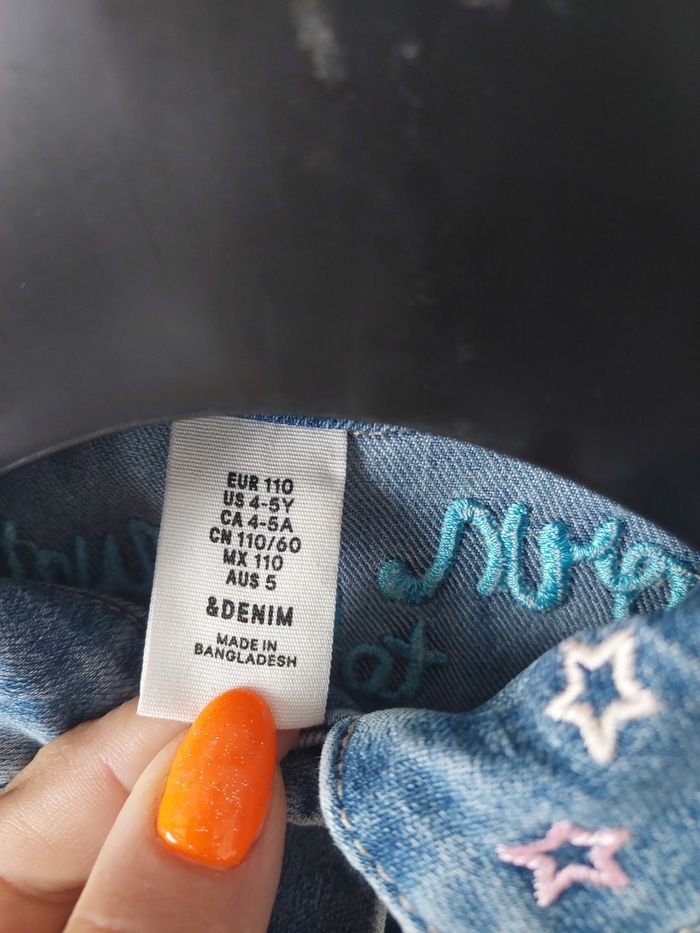 EUR 110
US 4-5Y
CA 4-5A
CN 110/60
MX 110
AUS 5
&DENIM
MADE IN
BANGLADESH